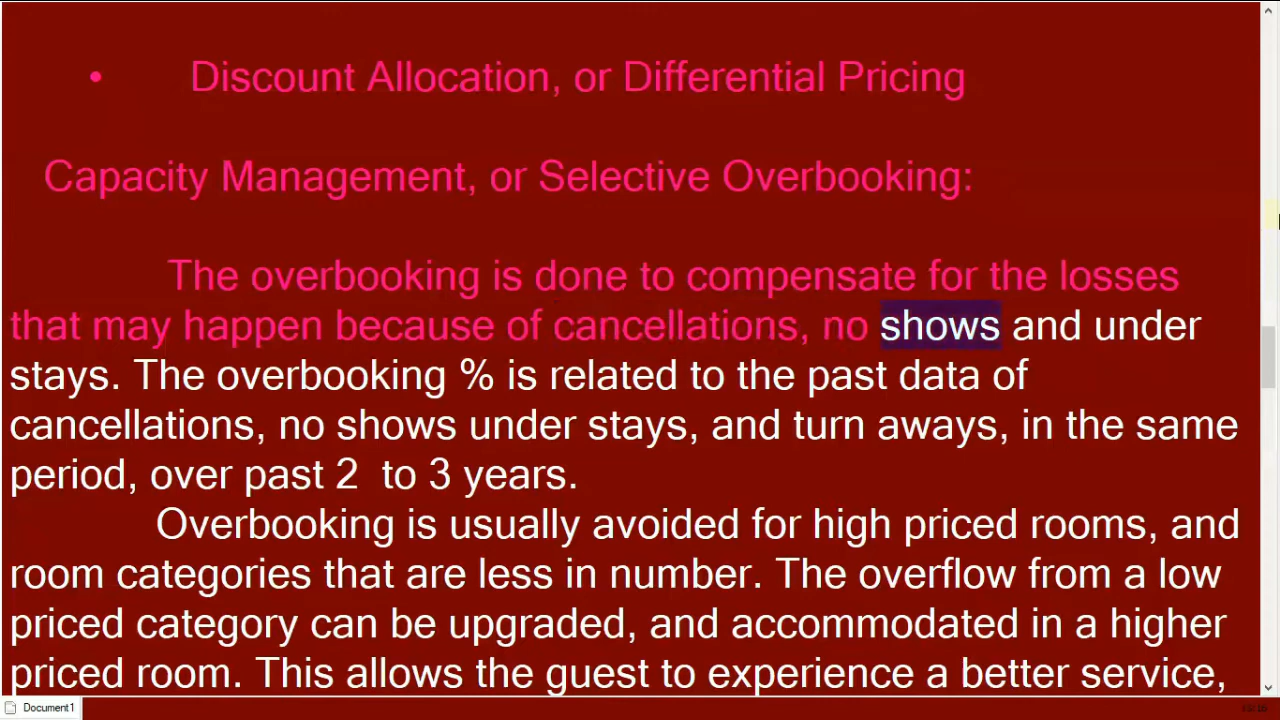 • Discount Allocation, or Differential Pricing
Capacity Management, or Selective Overbooking:
The overbooking is done to compensate for the losses
that may happen because of cancellations, no shows and under
stays. The overbooking % is related to the past data of
cancellations, no shows under stays, and turn aways, in the same
period, over past 2 to 3 years.
Overbooking is usually avoided for high priced rooms, and
room categories that are less in number. The overflow from a low
priced category can be upgraded, and accommodated in a higher
priced room. This allows the guest to experience a better service,
Document1